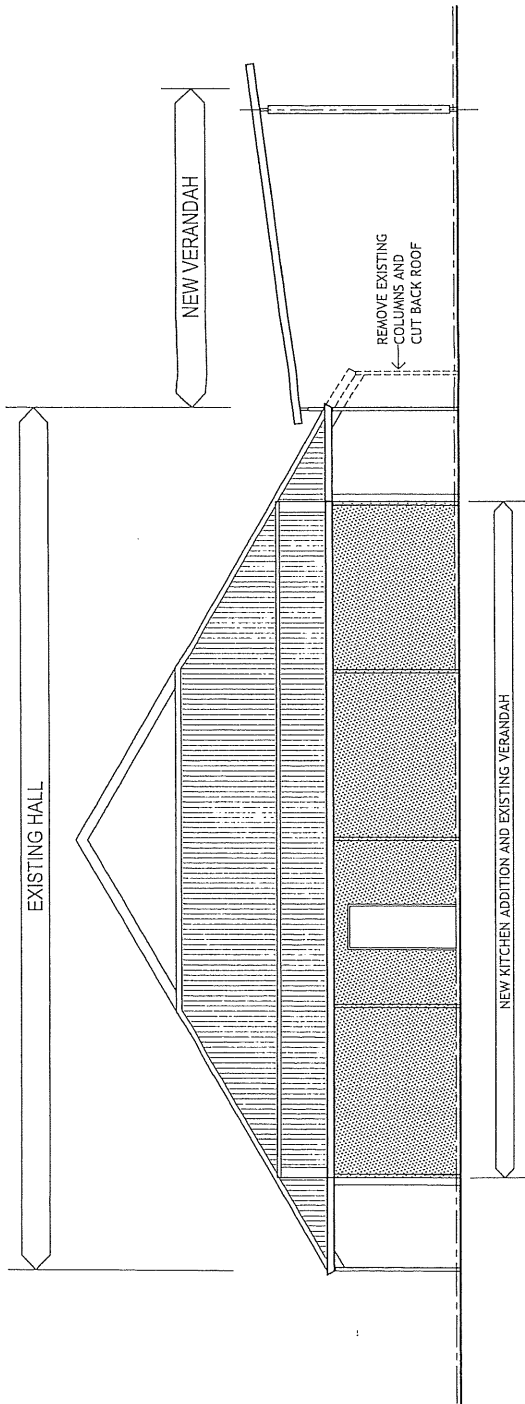 EXISTING HALL
NEW VERANDAH
REMOVE EXISTING
COLUMNS AND
CUT BACK ROOF
NEW KITCHEN ADDITION AND EXISTING VERANDAH